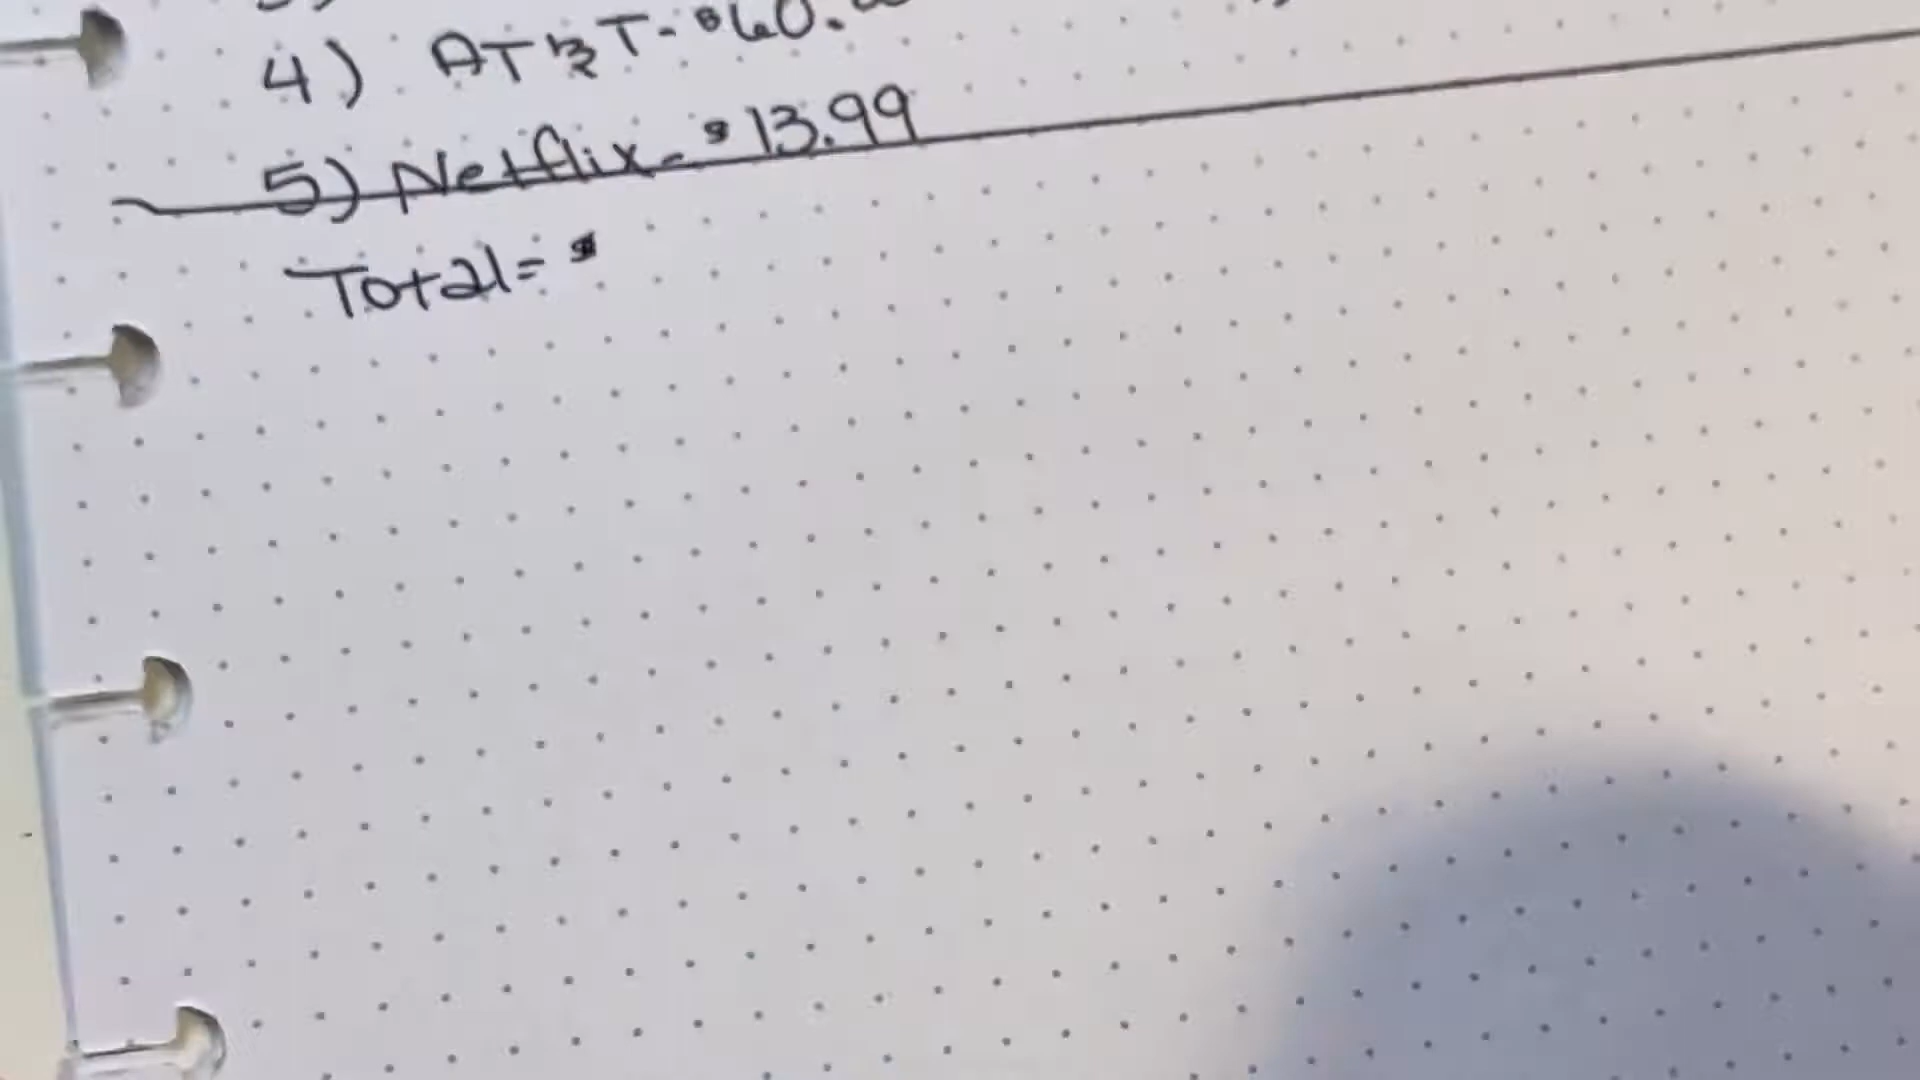 4) AT&T - $60.
5) Netflix - $13.99
Total = $